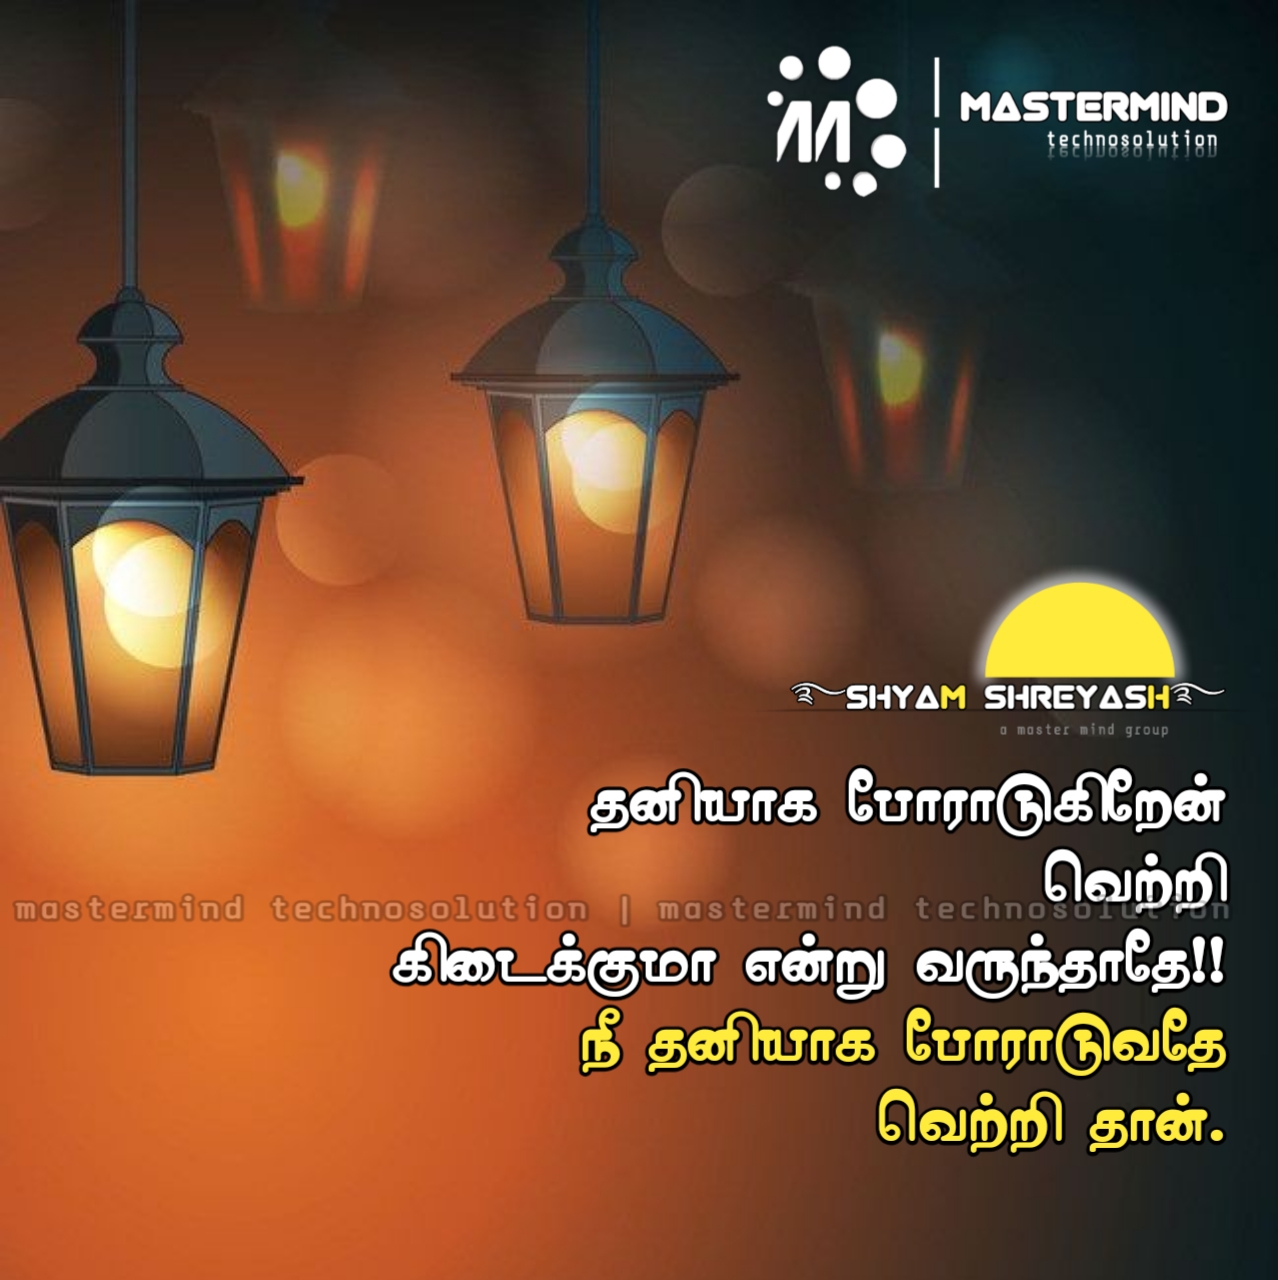 MASTERMIND
technosolution
SHYAM SHREYASH
a master mind group
தனியாக போராடுகிறேன்
வெற்றி
mastermind technosolution | mastermind technosolution
கிடைக்குமா என்று வருந்தாதே!!
நீ தனியாக போராடுவதே
வெற்றி தான்.